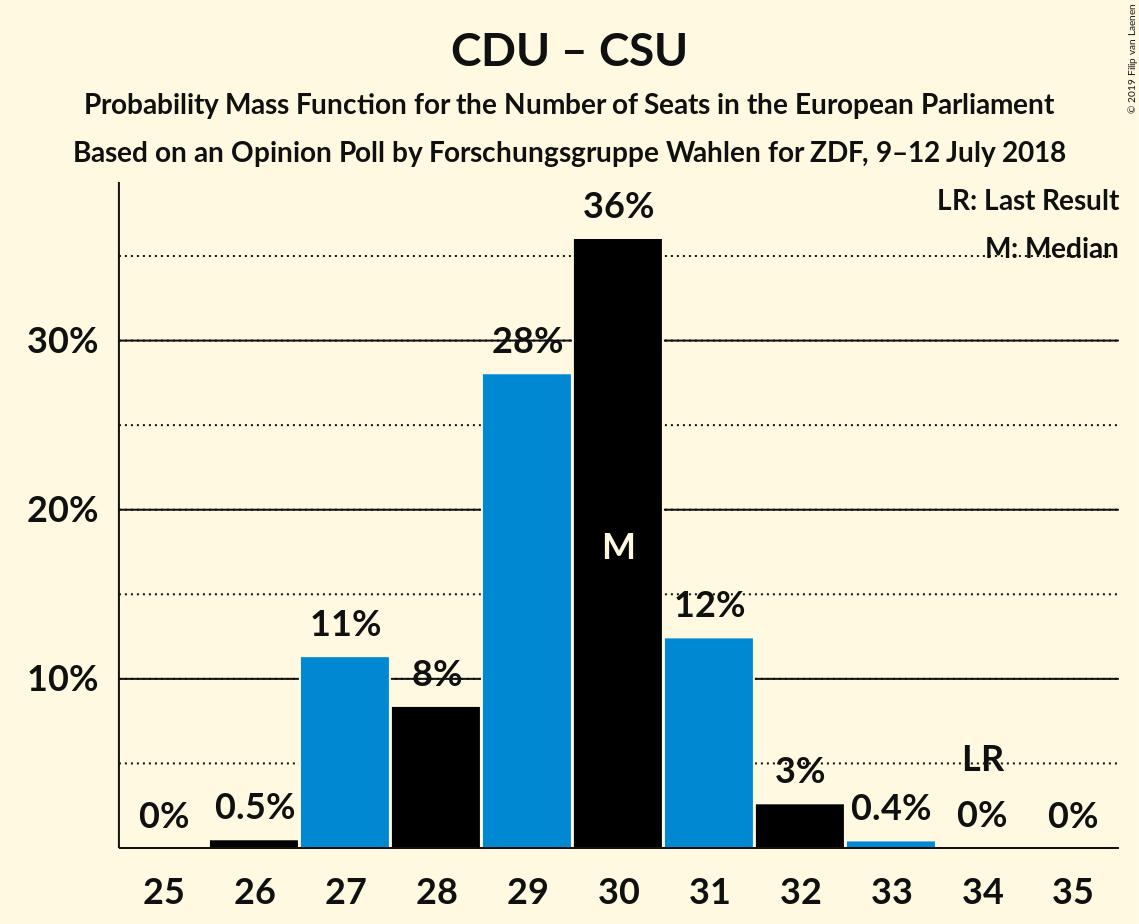 CDU – CSU
Probability Mass Function for the Number of Seats in the European Parliament
Based on an Opinion Poll by Forschungsgruppe Wahlen for ZDF, 9–12 July 2018
© 2019 Filip van Laenen
LR: Last Result
M: Median
36%
30%
28%
20%
M
12%
11%
10%
8%
LR
3%
0%
0.5%
0.4%
0%
0%
25 26 27 28 29 30 31 32 33 34 35